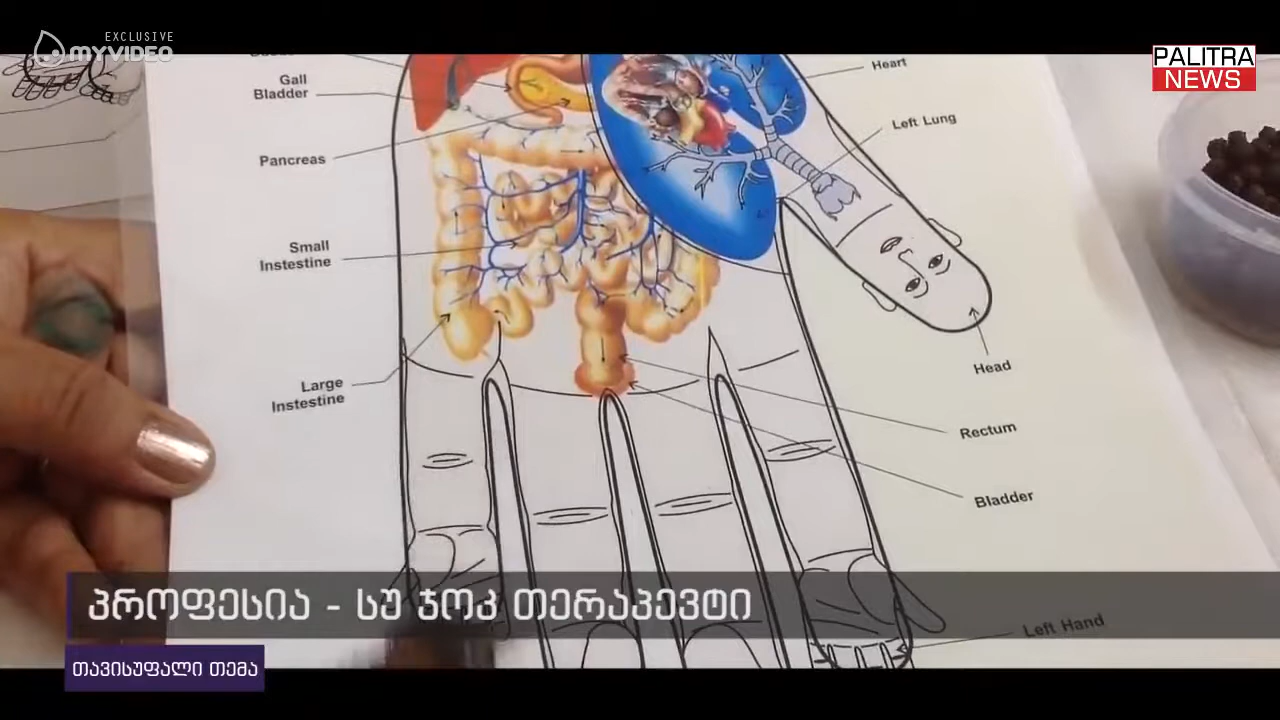 EXCLUSIVE
MYVIDEO
PALITRA
NEWS
Gall
Bladder
Pancreas
Small
Instestine
Large
Instestine
Heart
Left Lung
Head
Rectum
Bladder
Left Hand
პროფესია - სუ ჯოკ თერაპევტი
თავისუფალი თემა